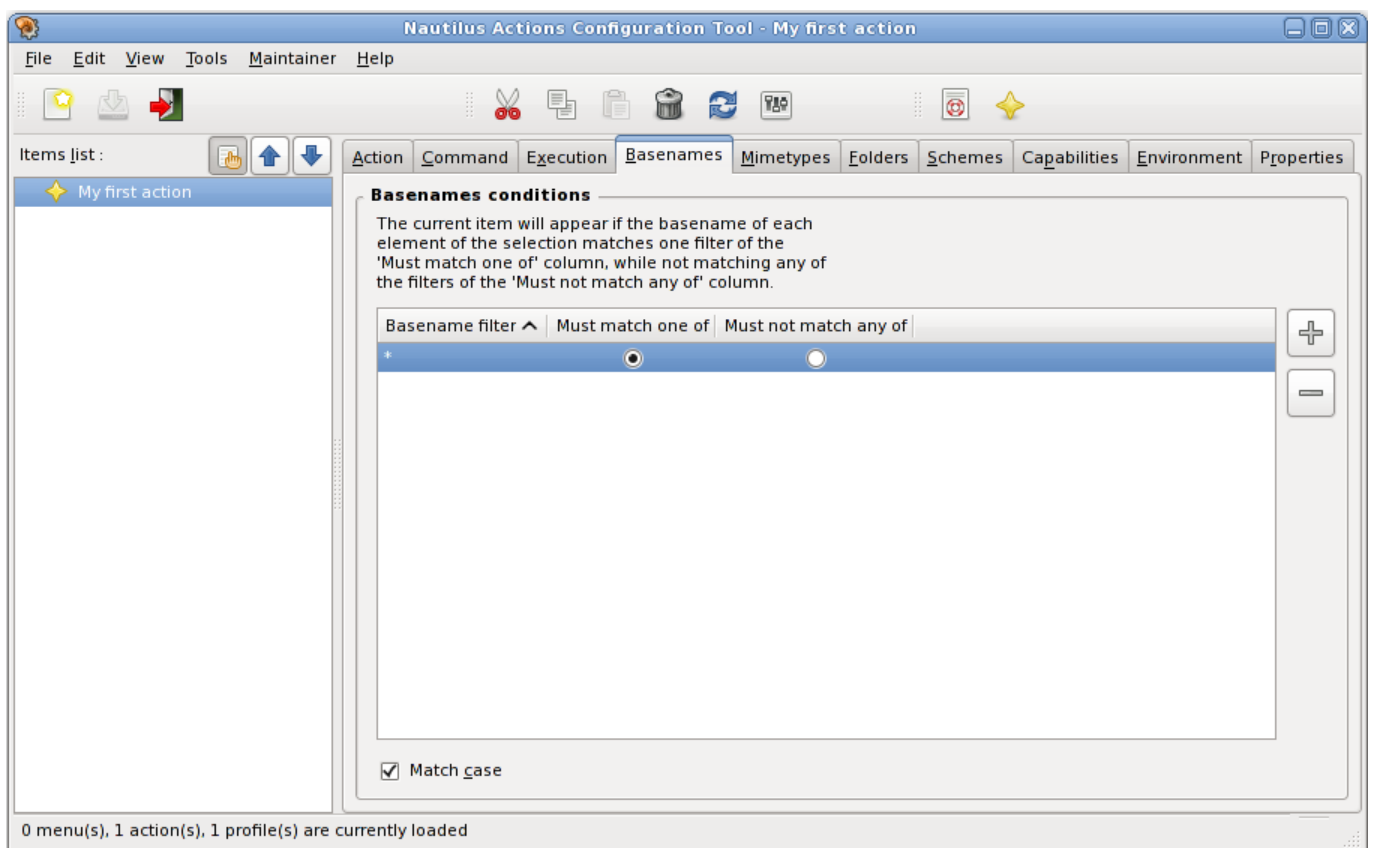 Nautilus Actions Configuration Tool - My first action
File Edit View Tools Maintainer Help
Items list :
Action Command Execution Basenames Mimetypes Folders Schemes Capabilities Environment Properties
My first action
Basenames conditions
The current item will appear if the basename of each
element of the selection matches one filter of the
'Must match one of' column, while not matching any of
the filters of the 'Must not match any of' column.
Basename filter Must match one of Must not match any of
*
Match case
0 menu(s), 1 action(s), 1 profile(s) are currently loaded